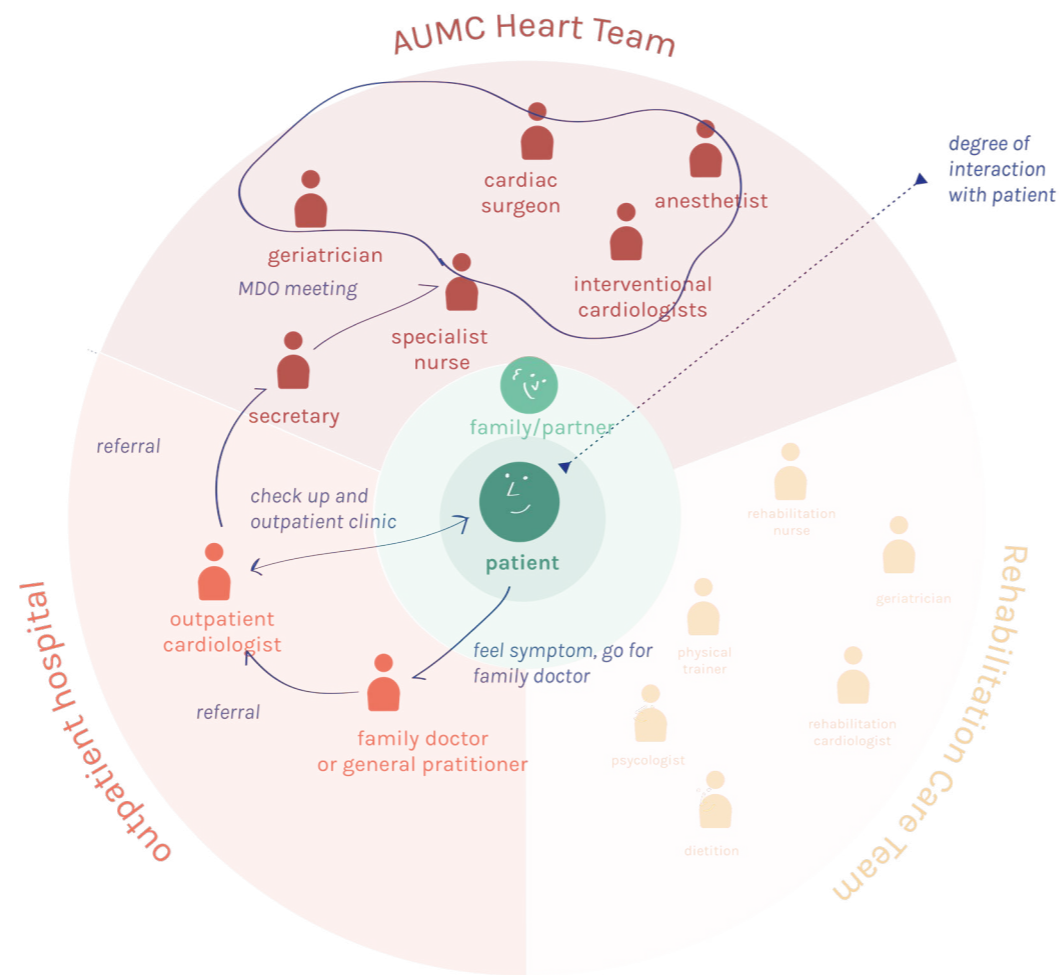 AUMC Heart Team
degree of
interaction
with patient
cardiac
surgeon
anesthetist
geriatrician
interventional
cardiologists
MDO meeting
specialist
nurse
secretary
family/partner
referral
check up and
outpatient clinic
patient
rehabilitation
nurse
geriatrician
outpatient
cardiologist
physical
trainer
feel symptom, go for
family doctor
referral
rehabilitation
cardiologist
family doctor
or general pratitioner
psycologist
dietition
outpatient hospital
Rehabilitation Care Team